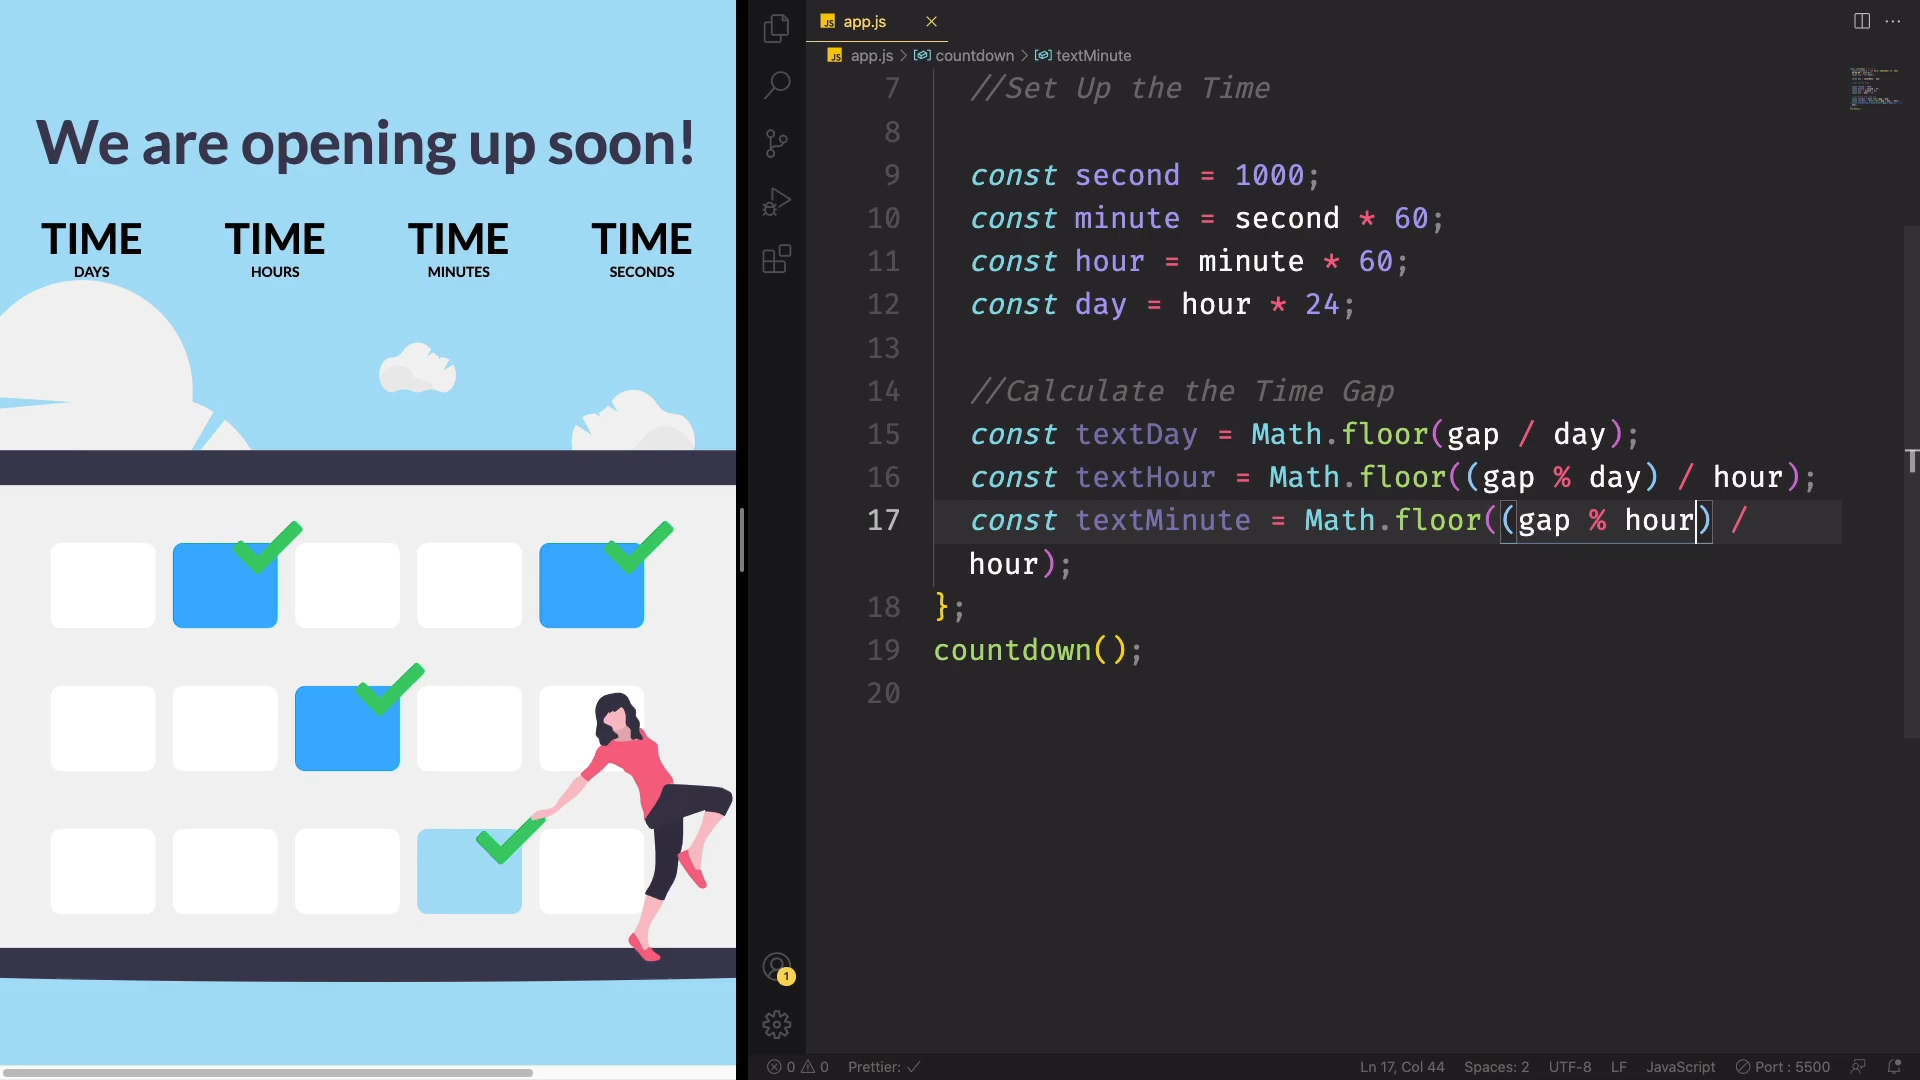 We are opening up soon!
TIME TIME TIME TIME
DAYS HOURS MINUTES SECONDS
JS app.js
JS app.js > countdown > textMinute
7 //Set Up the Time
8
9 const second = 1000;
10 const minute = second * 60;
11 const hour = minute * 60;
12 const day = hour * 24;
13
14 //Calculate the Time Gap
15 const textDay = Math.floor(gap / day);
16 const textHour = Math.floor((gap % day) / hour);
17 const textMinute = Math.floor((gap % hour) /
hour);
18 };
19 countdown();
20
1
0 0 Prettier: Ln 17, Col 44 Spaces: 2 UTF-8 LF JavaScript Port : 5500